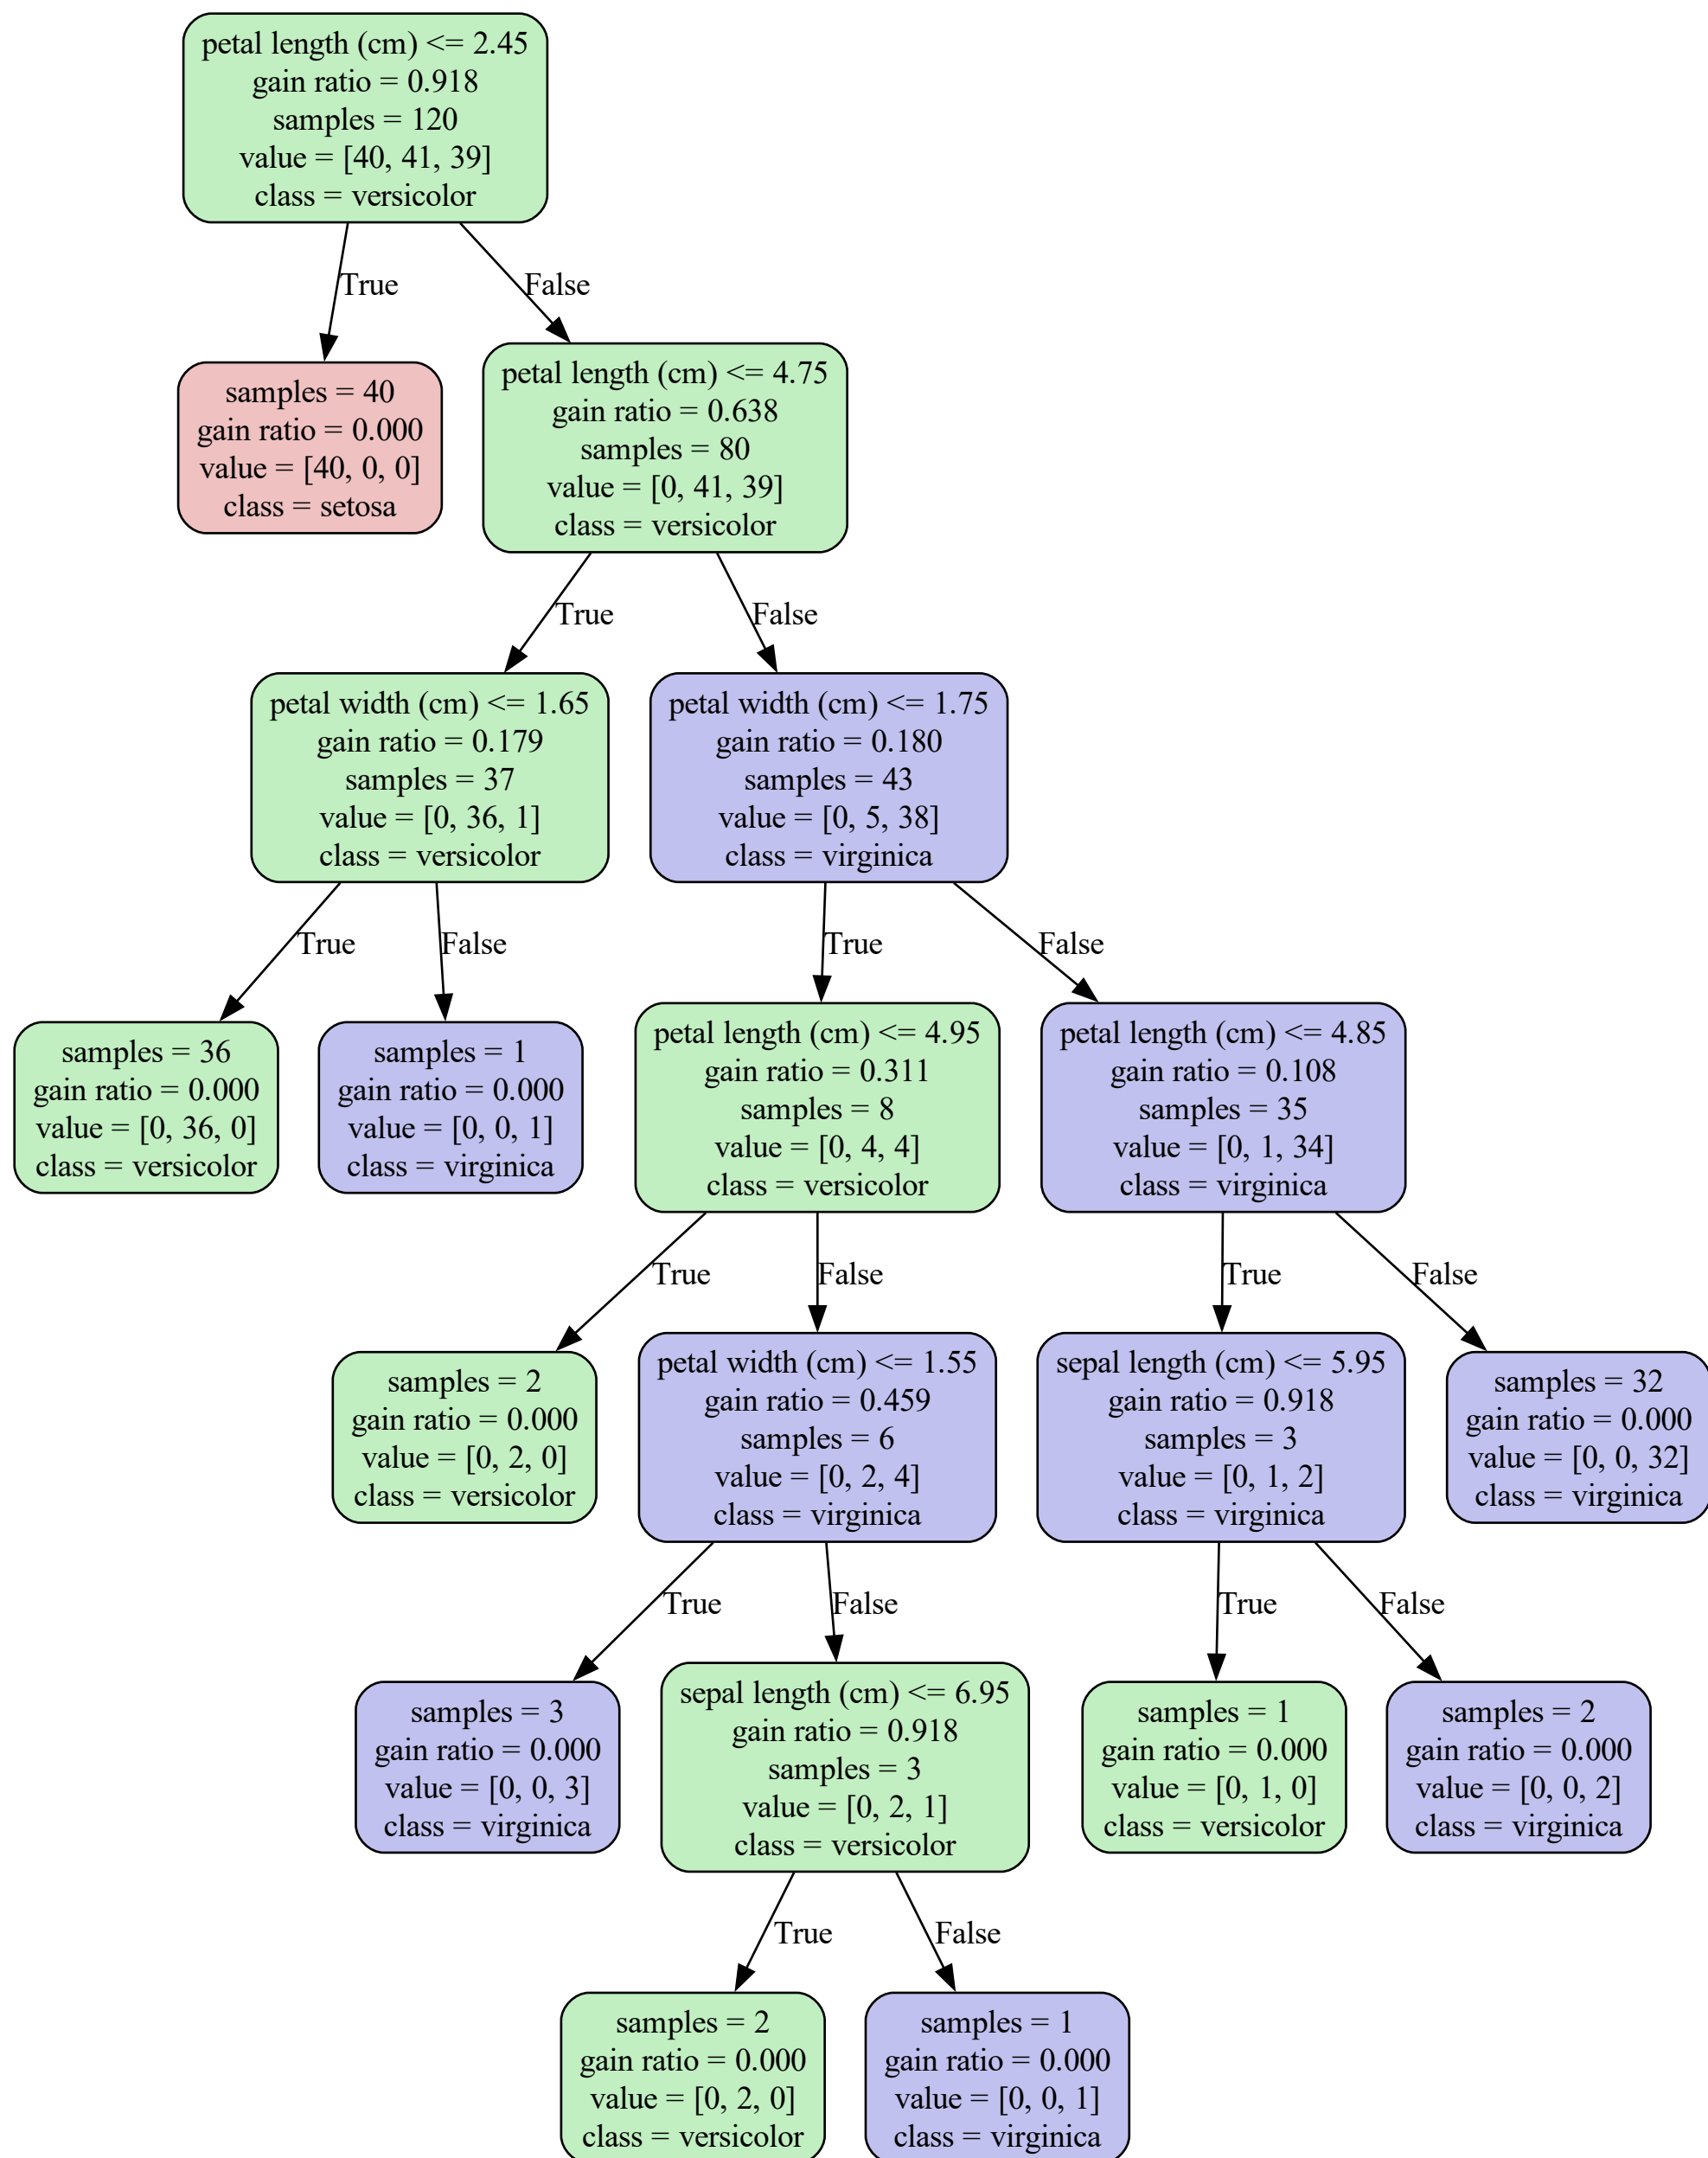 petal length (cm) <= 2.45
gain ratio = 0.918
samples = 120
value = [40, 41, 39]
class = versicolor
True
False
samples = 40
gain ratio = 0.000
value = [40, 0, 0]
class = setosa
petal length (cm) <= 4.75
gain ratio = 0.638
samples = 80
value = [0, 41, 39]
class = versicolor
True
False
petal width (cm) <= 1.65
gain ratio = 0.179
samples = 37
value = [0, 36, 1]
class = versicolor
petal width (cm) <= 1.75
gain ratio = 0.180
samples = 43
value = [0, 5, 38]
class = virginica
True
False
True
False
samples = 36
gain ratio = 0.000
value = [0, 36, 0]
class = versicolor
samples = 1
gain ratio = 0.000
value = [0, 0, 1]
class = virginica
petal length (cm) <= 4.95
gain ratio = 0.311
samples = 8
value = [0, 4, 4]
class = versicolor
petal length (cm) <= 4.85
gain ratio = 0.108
samples = 35
value = [0, 1, 34]
class = virginica
True
False
True
False
samples = 2
gain ratio = 0.000
value = [0, 2, 0]
class = versicolor
petal width (cm) <= 1.55
gain ratio = 0.459
samples = 6
value = [0, 2, 4]
class = virginica
sepal length (cm) <= 5.95
gain ratio = 0.918
samples = 3
value = [0, 1, 2]
class = virginica
samples = 32
gain ratio = 0.000
value = [0, 0, 32]
class = virginica
True
False
True
False
samples = 3
gain ratio = 0.000
value = [0, 0, 3]
class = virginica
sepal length (cm) <= 6.95
gain ratio = 0.918
samples = 3
value = [0, 2, 1]
class = versicolor
samples = 1
gain ratio = 0.000
value = [0, 1, 0]
class = versicolor
samples = 2
gain ratio = 0.000
value = [0, 0, 2]
class = virginica
True
False
samples = 2
gain ratio = 0.000
value = [0, 2, 0]
class = versicolor
samples = 1
gain ratio = 0.000
value = [0, 0, 1]
class = virginica